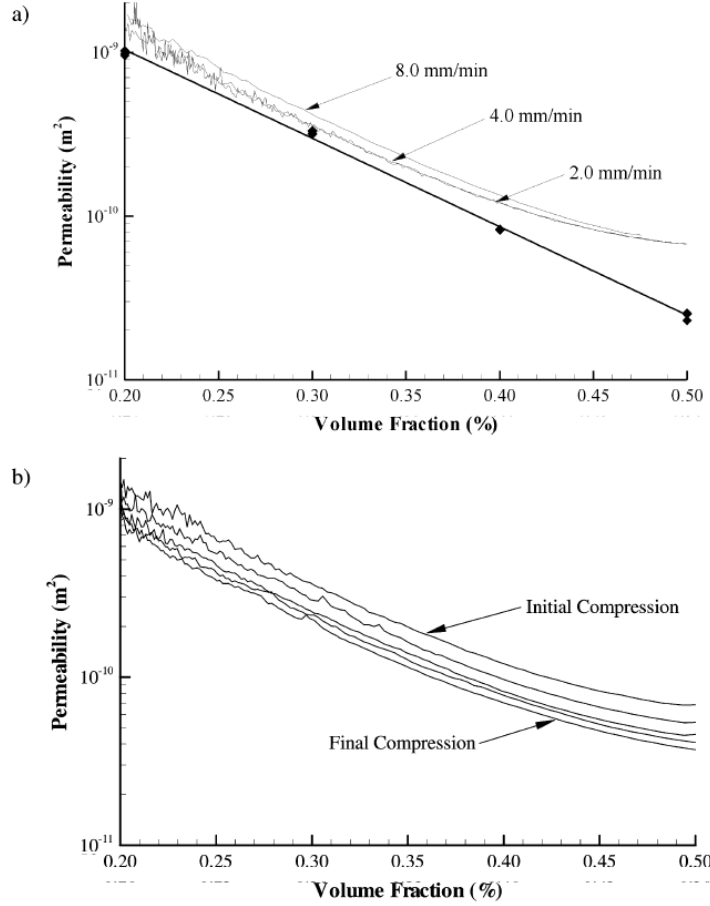 a)
10⁻⁹
8.0 mm/min
4.0 mm/min
2.0 mm/min
Permeability (m²)
10⁻¹⁰
10⁻¹¹
0.20 0.25 0.30 0.35 0.40 0.45 0.50
Volume Fraction (%)
b)
10⁻⁹
Initial Compression
Permeability (m²)
10⁻¹⁰
Final Compression
10⁻¹¹
0.20 0.25 0.30 0.35 0.40 0.45 0.50
Volume Fraction (%)